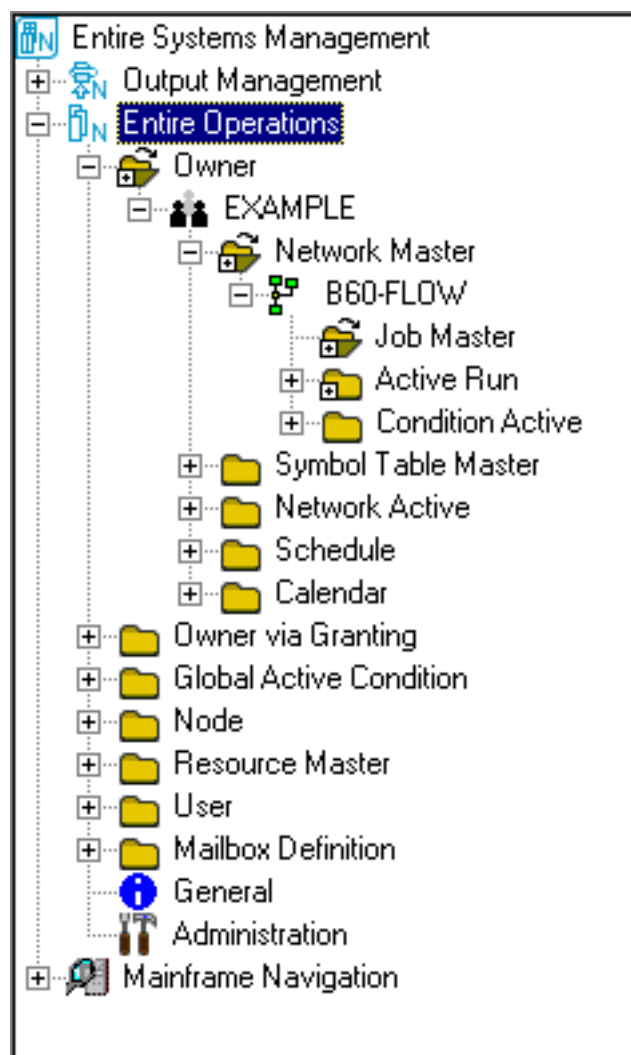 Entire Systems Management
Output Management
Entire Operations
Owner
EXAMPLE
Network Master
B60-FLOW
Job Master
Active Run
Condition Active
Symbol Table Master
Network Active
Schedule
Calendar
Owner via Granting
Global Active Condition
Node
Resource Master
User
Mailbox Definition
General
Administration
Mainframe Navigation